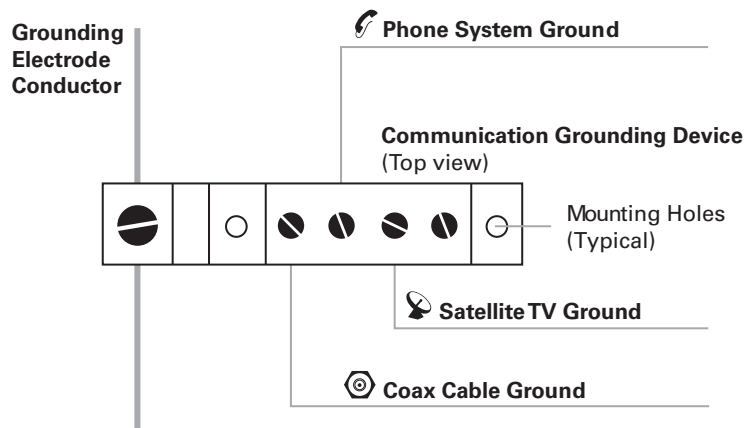 Grounding
Electrode
Conductor
Phone System Ground
Communication Grounding Device
(Top view)
Mounting Holes
(Typical)
Satellite TV Ground
Coax Cable Ground